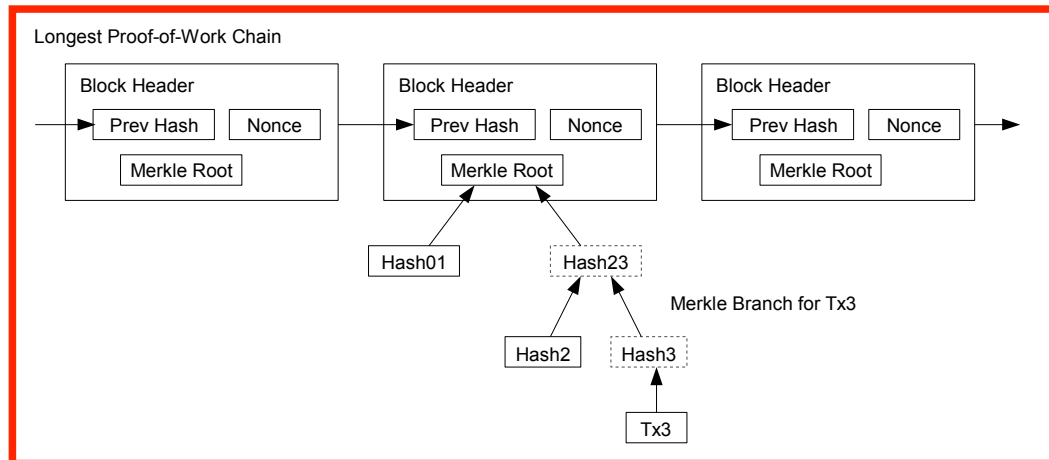 Longest Proof-of-Work Chain
Block Header
Prev Hash
Nonce
Merkle Root
Block Header
Prev Hash
Nonce
Merkle Root
Block Header
Prev Hash
Nonce
Merkle Root
Hash01
Hash23
Merkle Branch for Tx3
Hash2
Hash3
Tx3